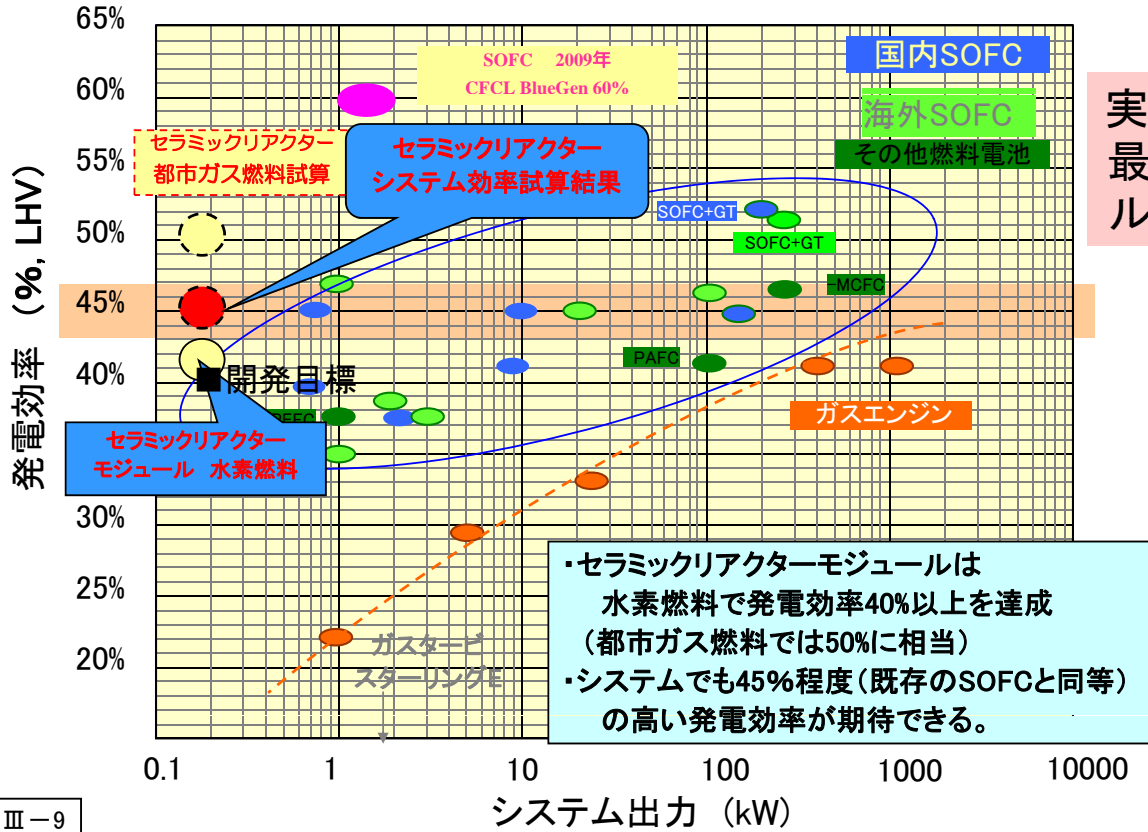 65%
60%
55%
50%
45%
40%
30%
25%
20%
発電効率 (%, LHV)
SOFC 2009年
CFCL BlueGen 60%
国内SOFC
海外SOFC
その他燃料電池
実
最
ル
セラミックリアクター
都市ガス燃料試算
セラミックリアクター
システム効率試算結果
SOFC+GT
SOFC+GT
-MCFC
PAFC
開発目標
ガスエンジン
セラミックリアクター
モジュール 水素燃料
ガスタービ
スターリングE
・セラミックリアクターモジュールは
水素燃料で発電効率40%以上を達成
（都市ガス燃料では50%に相当）
・システムでも45%程度（既存のSOFCと同等）
の高い発電効率が期待できる。
0.1
1
10
100
1000
10000
システム出力 (kW)
Ⅲ－9